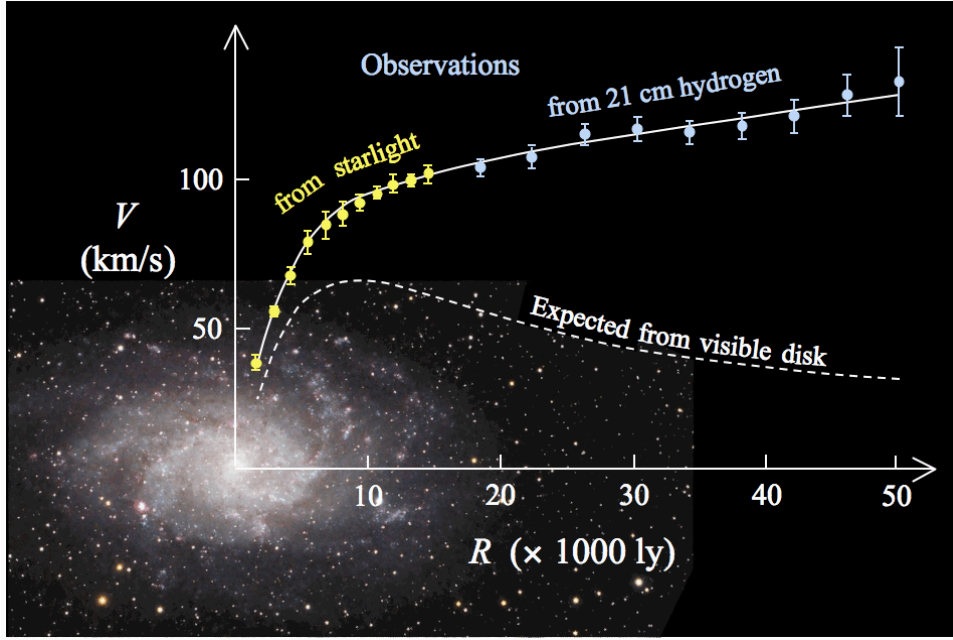 Observations
from 21 cm hydrogen
from starlight
100
V
(km/s)
50
Expected from visible disk
10
20
30
40
50
R (× 1000 ly)